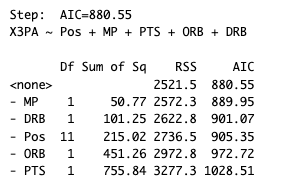 Step:  AIC=880.55
X3PA ~ Pos + MP + PTS + ORB + DRB

       Df Sum of Sq    RSS     AIC
<none>              2521.5  880.55
- MP    1     50.77 2572.3  889.95
- DRB   1    101.25 2622.8  901.07
- Pos  11    215.02 2736.5  905.35
- ORB   1    451.26 2972.8  972.72
- PTS   1    755.84 3277.3 1028.51